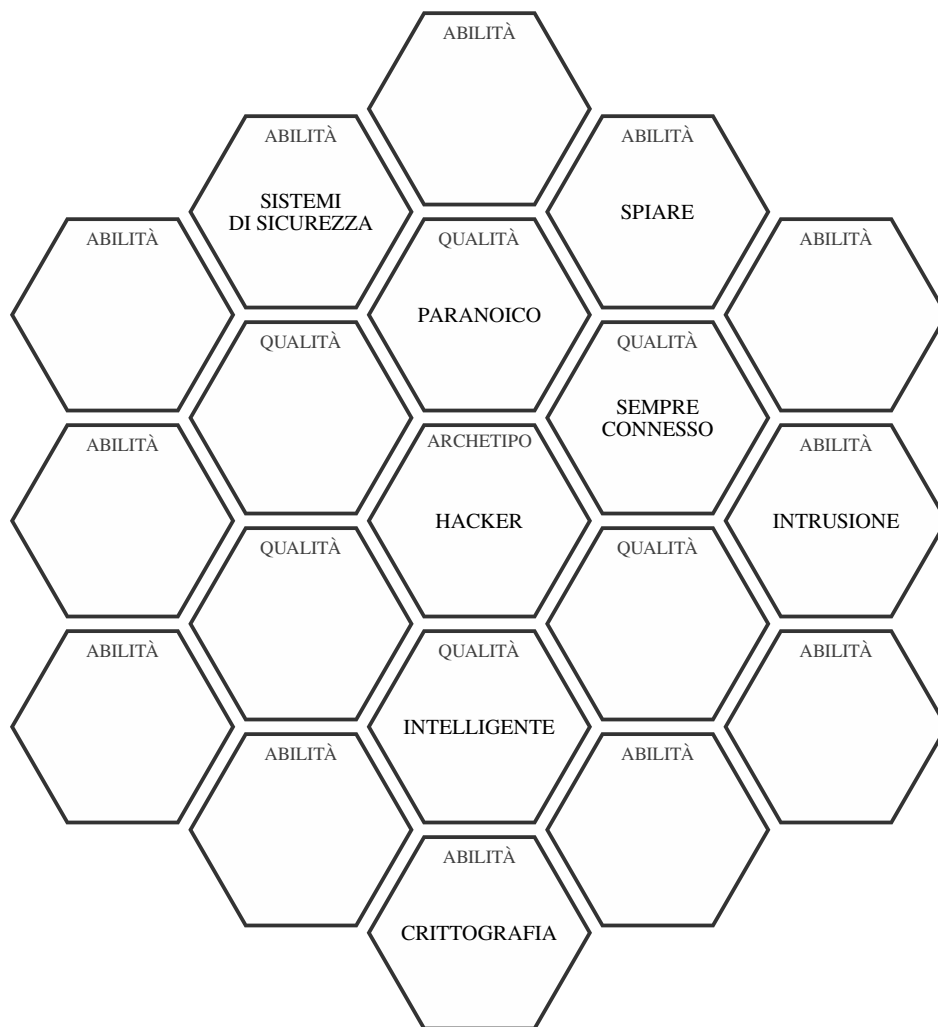 ABILITÀ
ABILITÀ
SISTEMI
DI SICUREZZA
ABILITÀ
SPIARE
ABILITÀ
QUALITÀ
PARANOICO
ABILITÀ
QUALITÀ
QUALITÀ
SEMPRE
CONNESSO
ABILITÀ
ARCHETIPO
HACKER
ABILITÀ
INTRUSIONE
QUALITÀ
QUALITÀ
ABILITÀ
QUALITÀ
INTELLIGENTE
ABILITÀ
ABILITÀ
ABILITÀ
ABILITÀ
CRITTOGRAFIA